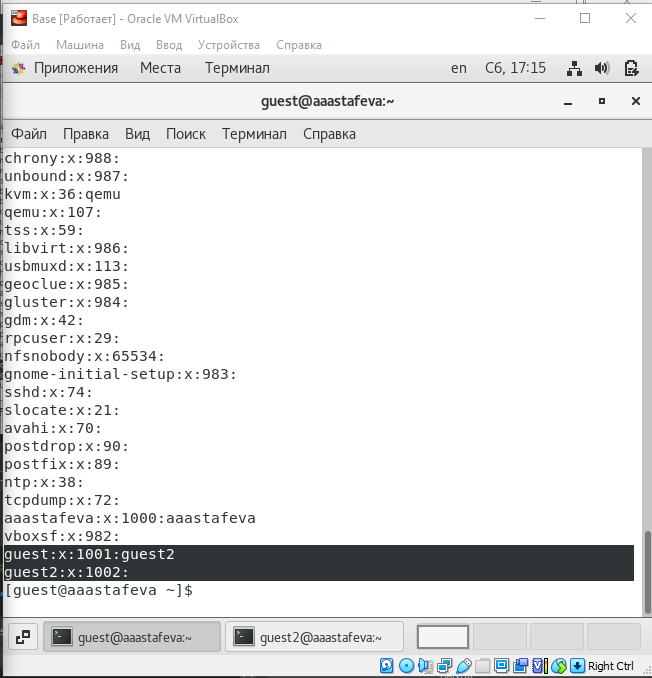 Base [Работает] - Oracle VM VirtualBox
Файл Машина Вид Ввод Устройства Справка
Приложения Места Терминал en Сб, 17:15
guest@aaastafeva:~
Файл Правка Вид Поиск Терминал Справка
chrony:x:988:
unbound:x:987:
kvm:x:36:qemu
qemu:x:107:
tss:x:59:
libvirt:x:986:
usbmuxd:x:113:
geoclue:x:985:
gluster:x:984:
gdm:x:42:
rpcuser:x:29:
nfsnobody:x:65534:
gnome-initial-setup:x:983:
sshd:x:74:
slocate:x:21:
avahi:x:70:
postdrop:x:90:
postfix:x:89:
ntp:x:38:
tcpdump:x:72:
aaastafeva:x:1000:aaastafeva
vboxsf:x:982:
guest:x:1001:guest2
guest2:x:1002:
[guest@aaastafeva ~]$
guest@aaastafeva:~ guest2@aaastafeva:~
Right Ctrl